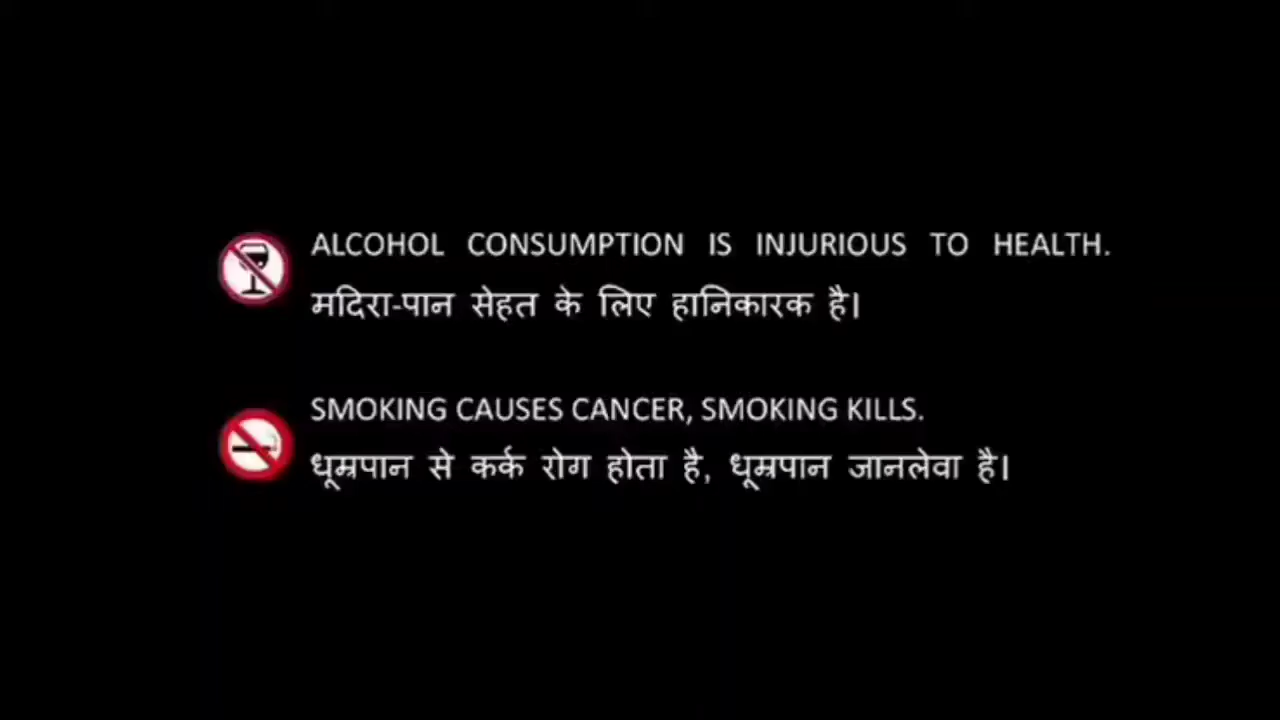 ALCOHOL CONSUMPTION IS INJURIOUS TO HEALTH.
मदिरा-पान सेहत के लिए हानिकारक है।
SMOKING CAUSES CANCER, SMOKING KILLS.
धूम्रपान से कर्क रोग होता है, धूम्रपान जानलेवा है।